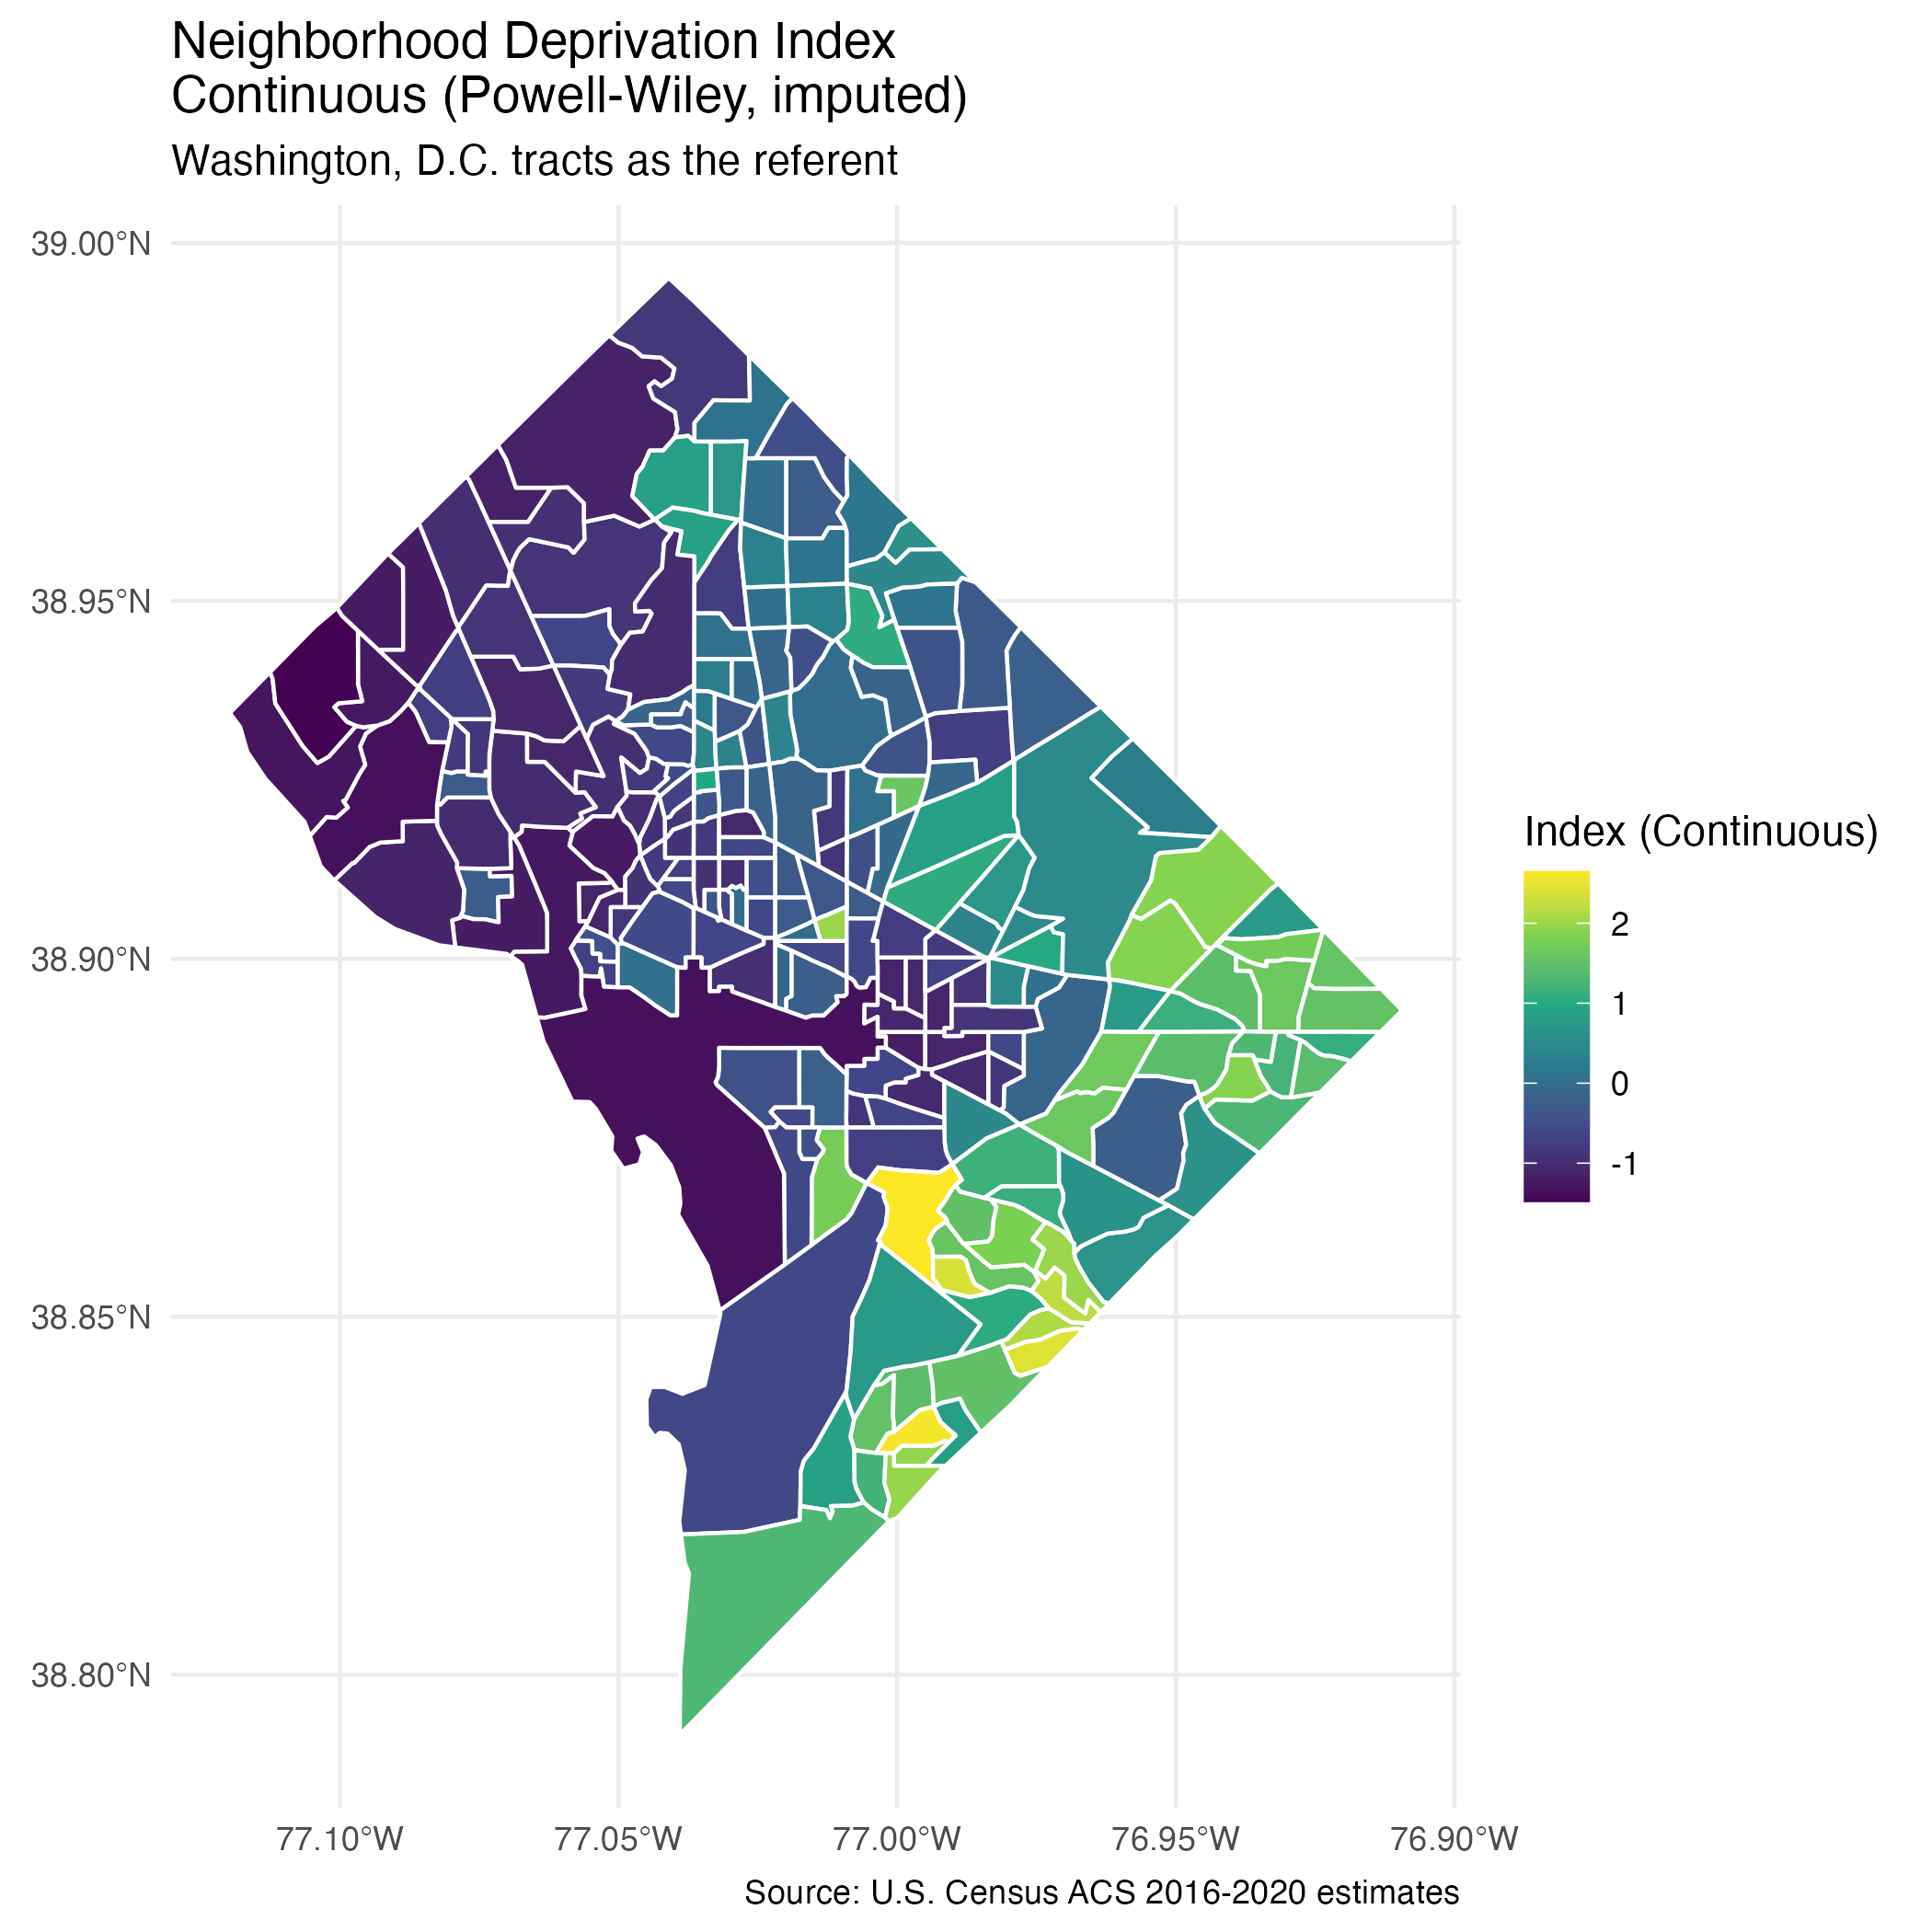 Neighborhood Deprivation Index
Continuous (Powell-Wiley, imputed)
Washington, D.C. tracts as the referent
39.00°N
38.95°N
38.90°N
38.85°N
38.80°N
77.10°W
77.05°W
77.00°W
76.95°W
76.90°W
Index (Continuous)
2
1
0
-1
Source: U.S. Census ACS 2016-2020 estimates